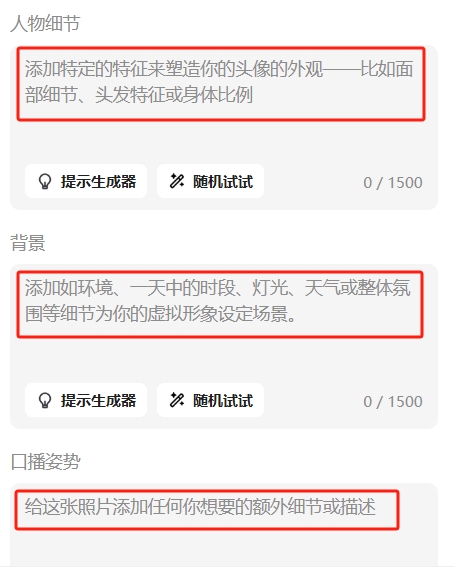 人物细节
添加特定的特征来塑造你的头像的外观——比如面
部细节、头发特征或身体比例
提示生成器 随机试试 0 / 1500
背景
添加如环境、一天中的时段、灯光、天气或整体氛
围等细节为你的虚拟形象设定场景。
提示生成器 随机试试 0 / 1500
口播姿势
给这张照片添加任何你想要的额外细节或描述